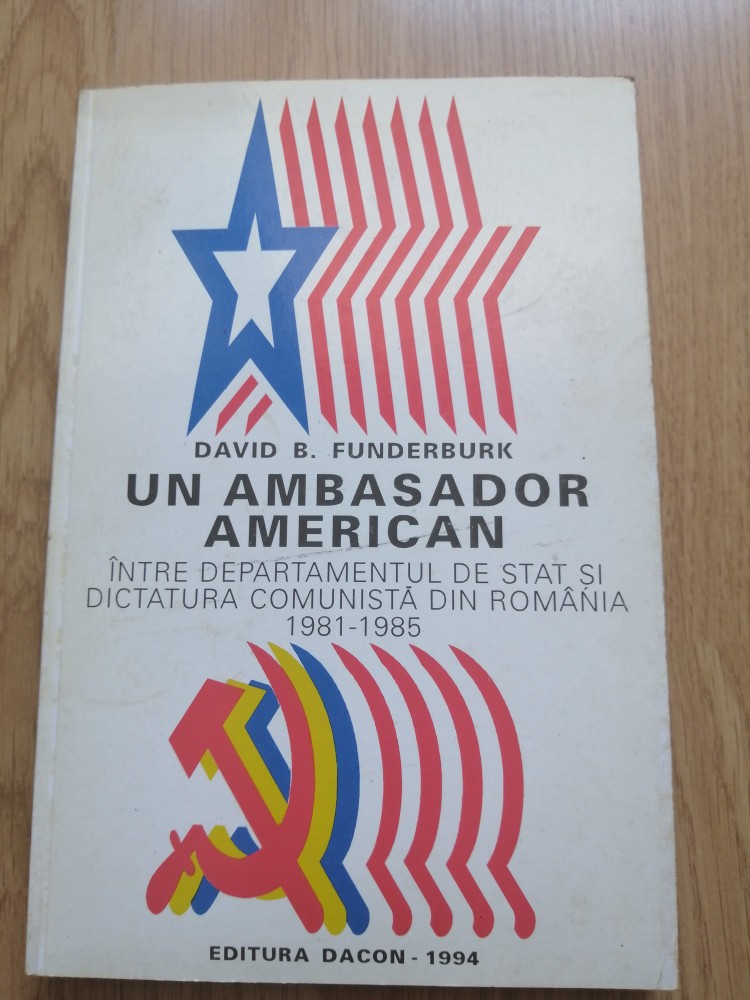 DAVID B. FUNDERBURK
UN AMBASADOR
AMERICAN
ÎNTRE DEPARTAMENTUL DE STAT ȘI
DICTATURA COMUNISTĂ DIN ROMÂNIA
1981-1985
EDITURA DACON - 1994